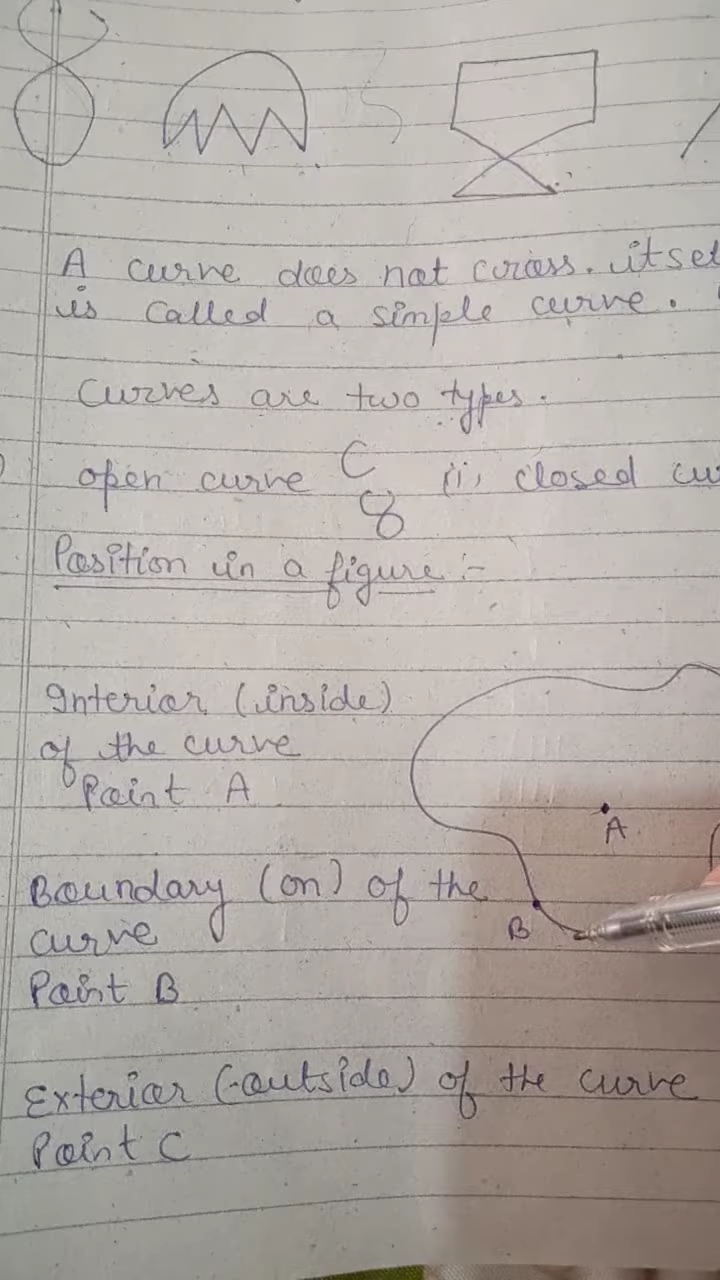 A curve does not cross. itsel
is called a simple curve.
Curves are two types.
open curve (ii) closed cu
Position in a figure :-
Interior (inside)
of the curve
Point A
A
Boundary (on) of the
curve
B
Point B
Exterior (outside) of the curve
Point C